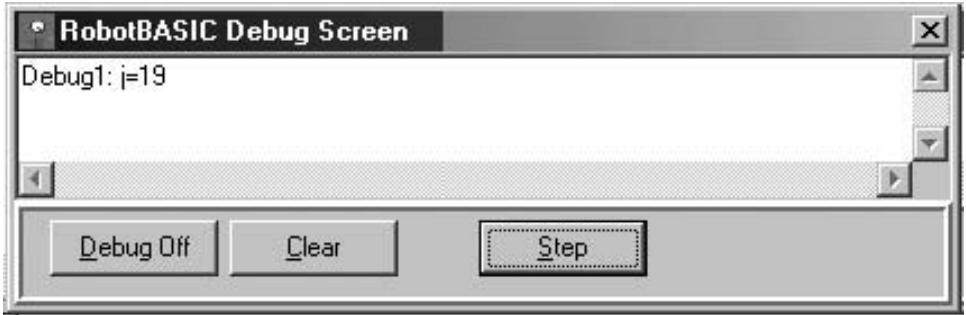 RobotBASIC Debug Screen
Debug1: j=19
Debug Off Clear Step